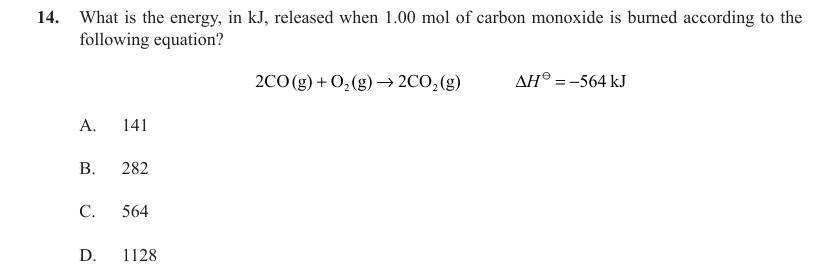 14. What is the energy, in kJ, released when 1.00 mol of carbon monoxide is burned according to the
following equation?
2CO(g) + O₂(g) → 2CO₂(g) ΔH⊖ = −564 kJ
A. 141
B. 282
C. 564
D. 1128